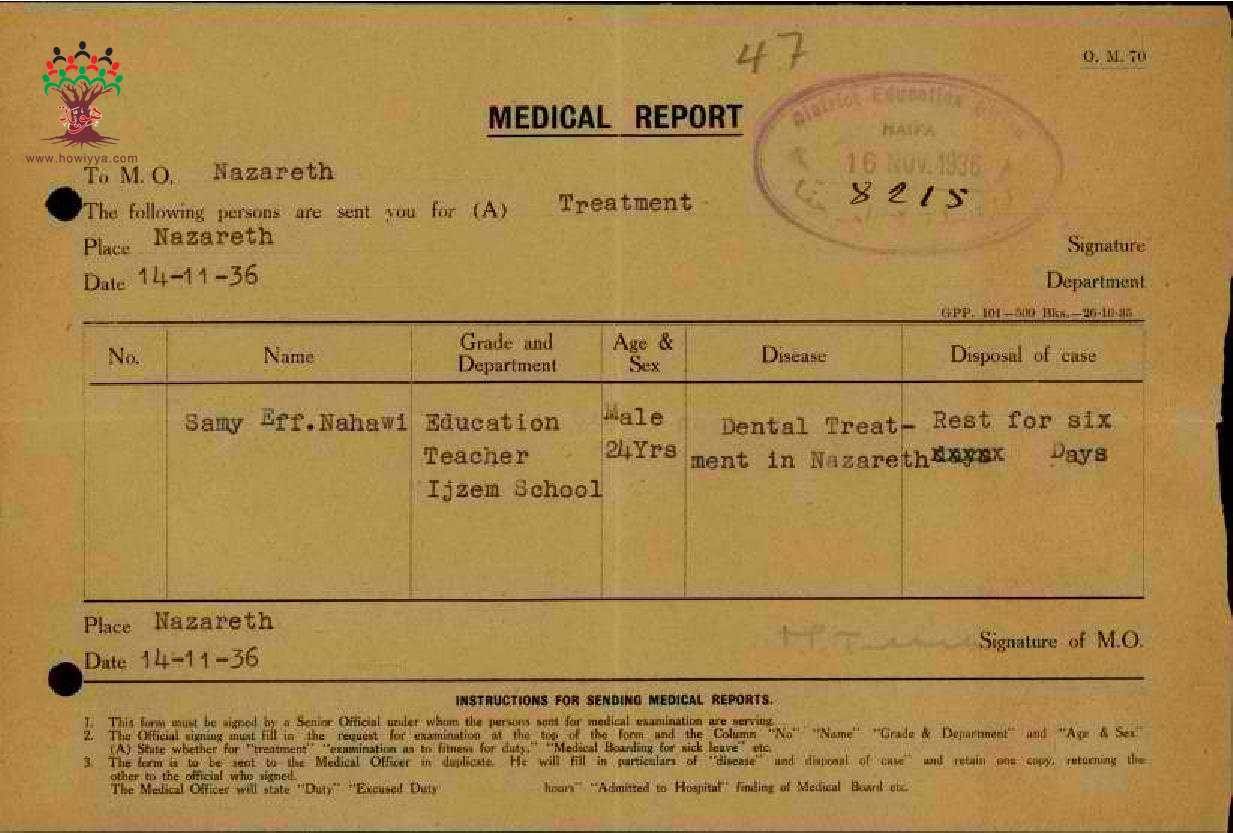 47
O. M. 70
MEDICAL REPORT
District Education
HAIFA
16 NOV. 1936
8215
هوية
www.howiyya.com
To M. O. Nazareth
The following persons are sent you for (A) Treatment
Place Nazareth
Signature
Date 14-11-36
Department
GPP. 101—500 Bks.—26-10-35
No. Name Grade and Department Age & Sex Disease Disposal of case
Samy Eff.Nahawi Education Male Dental Treat- Rest for six
Teacher 24Yrs ment in Nazareth Days
Ijzem School
Place Nazareth
Signature of M.O.
Date 14-11-36
INSTRUCTIONS FOR SENDING MEDICAL REPORTS.
1. This form must be signed by a Senior Official under whom the persons sent for medical examination are serving.
2. The Official signing must fill in the request for examination at the top of the form and the Column "No" "Name" "Grade & Department" and "Age & Sex"
(A) State whether for "treatment" "examination as to fitness for duty," "Medical Boarding for sick leave" etc.
3. The form is to be sent to the Medical Officer in duplicate. He will fill in particulars of "disease" and disposal of case" and retain one copy, returning the
other to the official who signed.
The Medical Officer will state "Duty" "Excused Duty hours" "Admitted to Hospital" finding of Medical Board etc.